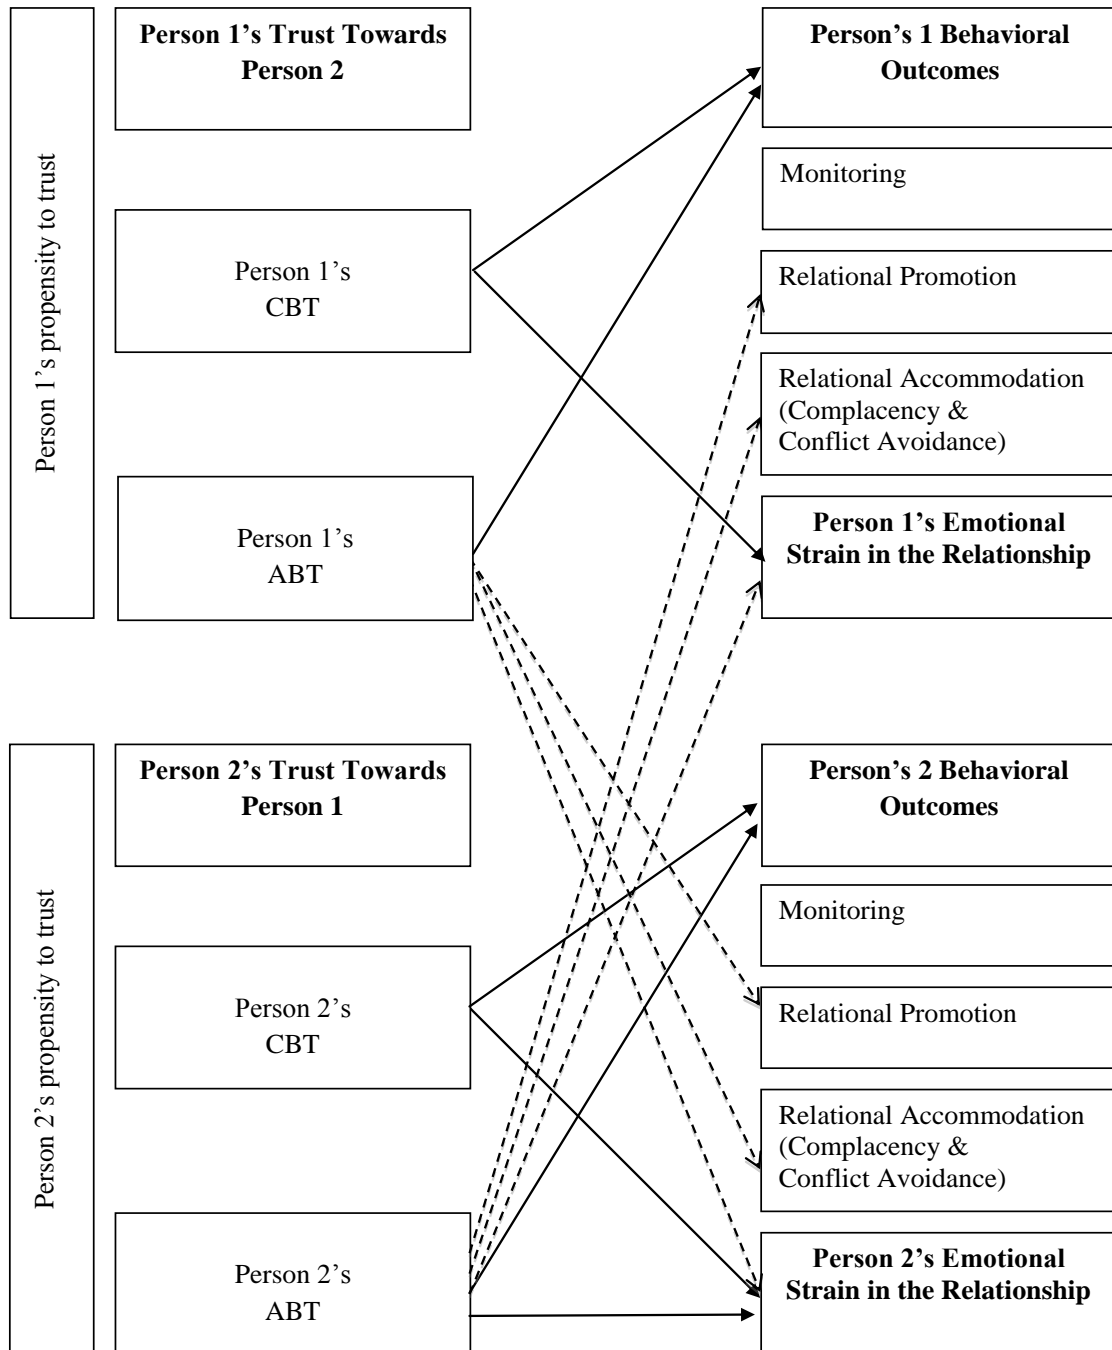 Person 1’s propensity to trust
Person 1’s Trust Towards
Person 2
Person 1’s
CBT
Person 1’s
ABT
Person’s 1 Behavioral
Outcomes
Monitoring
Relational Promotion
Relational Accommodation
(Complacency &
Conflict Avoidance)
Person 1’s Emotional
Strain in the Relationship
Person 2’s propensity to trust
Person 2’s Trust Towards
Person 1
Person 2’s
CBT
Person 2’s
ABT
Person’s 2 Behavioral
Outcomes
Monitoring
Relational Promotion
Relational Accommodation
(Complacency &
Conflict Avoidance)
Person 2’s Emotional
Strain in the Relationship